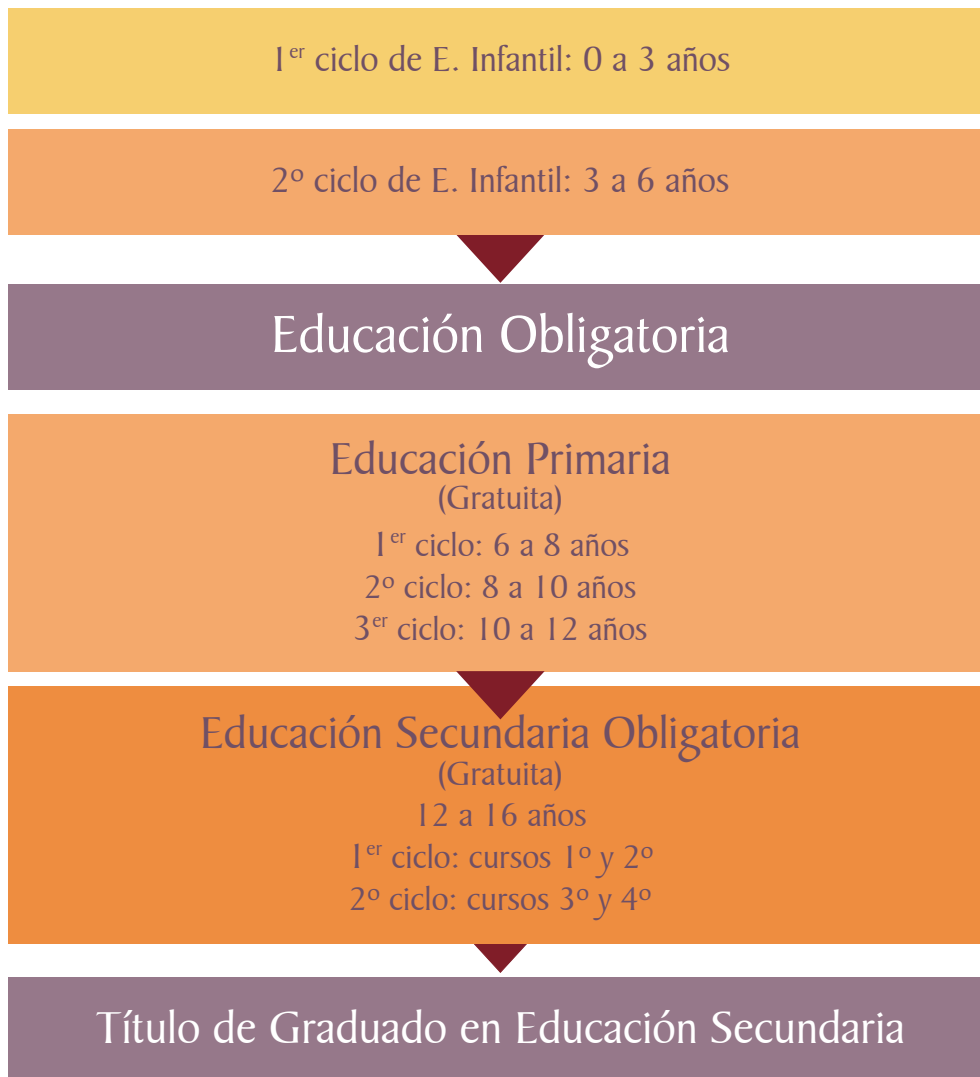 1er ciclo de E. Infantil: 0 a 3 años
2º ciclo de E. Infantil: 3 a 6 años
Educación Obligatoria
Educación Primaria
(Gratuita)
1er ciclo: 6 a 8 años
2º ciclo: 8 a 10 años
3er ciclo: 10 a 12 años
Educación Secundaria Obligatoria
(Gratuita)
12 a 16 años
1er ciclo: cursos 1º y 2º
2º ciclo: cursos 3º y 4º
Título de Graduado en Educación Secundaria